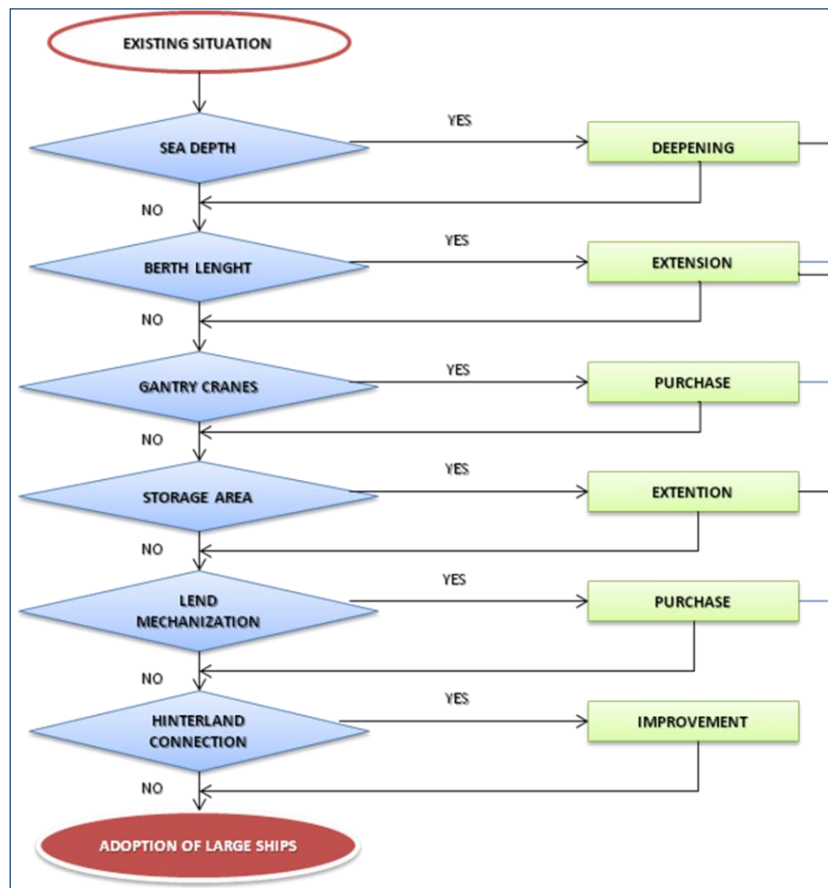 EXISTING SITUATION
YES
SEA DEPTH
DEEPENING
NO
YES
BERTH LENGHT
EXTENSION
NO
YES
GANTRY CRANES
PURCHASE
NO
YES
STORAGE AREA
EXTENTION
NO
YES
LEND
MECHANIZATION
PURCHASE
NO
YES
HINTERLAND
CONNECTION
IMPROVEMENT
NO
ADOPTION OF LARGE SHIPS